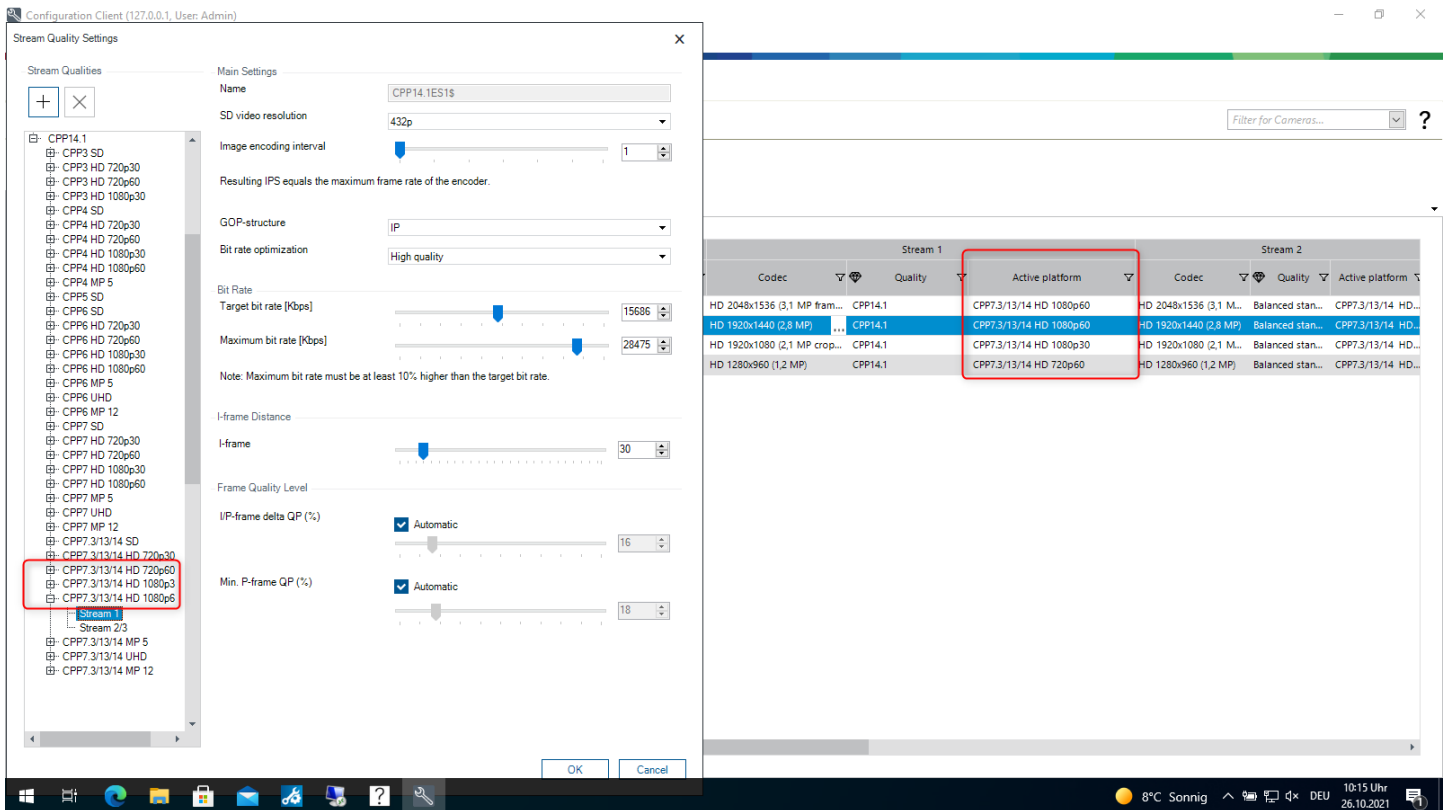 Configuration Client (127.0.0.1, User: Admin)
Stream Quality Settings
Stream Qualities
CPP14.1
CPP3 SD
CPP3 HD 720p30
CPP3 HD 720p60
CPP3 HD 1080p30
CPP4 SD
CPP4 HD 720p30
CPP4 HD 720p60
CPP4 HD 1080p30
CPP4 HD 1080p60
CPP4 MP 5
CPP5 SD
CPP6 SD
CPP6 HD 720p30
CPP6 HD 720p60
CPP6 HD 1080p30
CPP6 HD 1080p60
CPP6 MP 5
CPP6 UHD
CPP6 MP 12
CPP7 SD
CPP7 HD 720p30
CPP7 HD 720p60
CPP7 HD 1080p30
CPP7 HD 1080p60
CPP7 MP 5
CPP7 UHD
CPP7 MP 12
CPP7.3/13/14 SD
CPP7.3/13/14 HD 720p30
CPP7.3/13/14 HD 720p60
CPP7.3/13/14 HD 1080p3
CPP7.3/13/14 HD 1080p6
Stream 1
Stream 2/3
CPP7.3/13/14 MP 5
CPP7.3/13/14 UHD
CPP7.3/13/14 MP 12
Main Settings
Name CPP14.1ES1$
SD video resolution 432p
Image encoding interval 1
Resulting IPS equals the maximum frame rate of the encoder.
GOP-structure IP
Bit rate optimization High quality
Bit Rate
Target bit rate [Kbps] 15686
Maximum bit rate [Kbps] 28475
Note: Maximum bit rate must be at least 10% higher than the target bit rate.
I-frame Distance
I-frame 30
Frame Quality Level
I/P-frame delta QP (%) Automatic
16
Min. P-frame QP (%) Automatic
18
OK Cancel
Filter for Cameras... ?
Stream 1 Stream 2
Codec Quality Active platform Codec Quality Active platform
HD 2048x1536 (3,1 MP fram... CPP14.1 CPP7.3/13/14 HD 1080p60 HD 2048x1536 (3,1 M... Balanced stan... CPP7.3/13/14 HD...
HD 1920x1440 (2,8 MP) ... CPP14.1 CPP7.3/13/14 HD 1080p60 HD 1920x1440 (2,8 MP) Balanced stan... CPP7.3/13/14 HD...
HD 1920x1080 (2,1 MP crop... CPP14.1 CPP7.3/13/14 HD 1080p30 HD 1920x1080 (2,1 M... Balanced stan... CPP7.3/13/14 HD...
HD 1280x960 (1,2 MP) CPP14.1 CPP7.3/13/14 HD 720p60 HD 1280x960 (1,2 MP) Balanced stan... CPP7.3/13/14 HD...
8°C Sonnig DEU 10:15 Uhr
26.10.2021
1